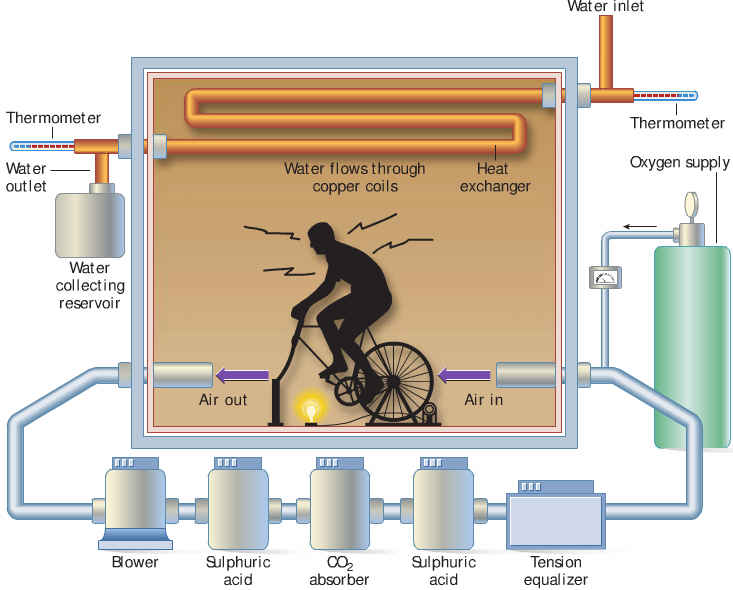 Water inlet
Thermometer
Thermometer
Water
outlet
Water flows through
copper coils
Heat
exchanger
Oxygen supply
Water
collecting
reservoir
Air out
Air in
Blower
Sulphuric
acid
CO2
absorber
Sulphuric
acid
Tension
equalizer